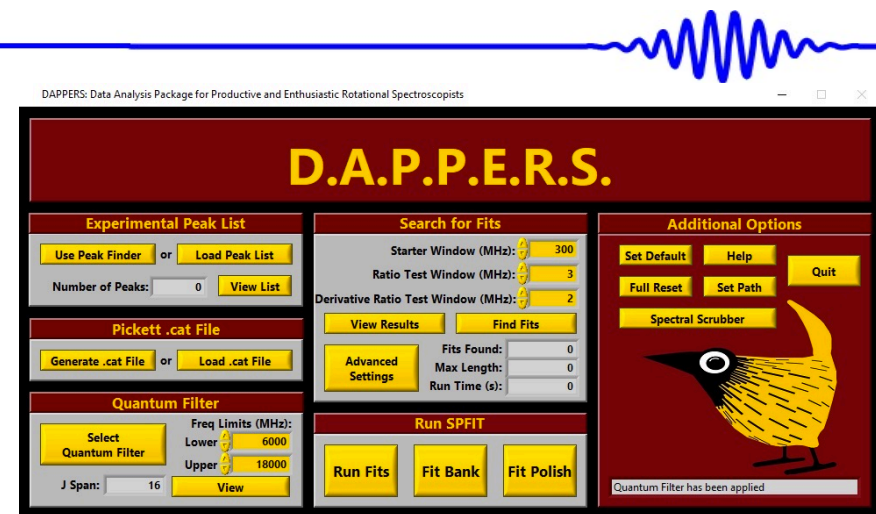 DAPPERS: Data Analysis Package for Productive and Enthusiastic Rotational Spectroscopists
D.A.P.P.E.R.S.
Experimental Peak List
Use Peak Finder or Load Peak List
Number of Peaks: 0 View List
Pickett .cat File
Generate .cat File or Load .cat File
Quantum Filter
Select
Quantum Filter
Freq Limits (MHz):
Lower 6000
Upper 18000
J Span: 16 View
Search for Fits
Starter Window (MHz): 300
Ratio Test Window (MHz): 3
Derivative Ratio Test Window (MHz): 2
View Results Find Fits
Advanced
Settings
Fits Found: 0
Max Length: 0
Run Time (s): 0
Run SPFIT
Run Fits Fit Bank Fit Polish
Additional Options
Set Default Help Quit
Full Reset Set Path
Spectral Scrubber
Quantum Filter has been applied